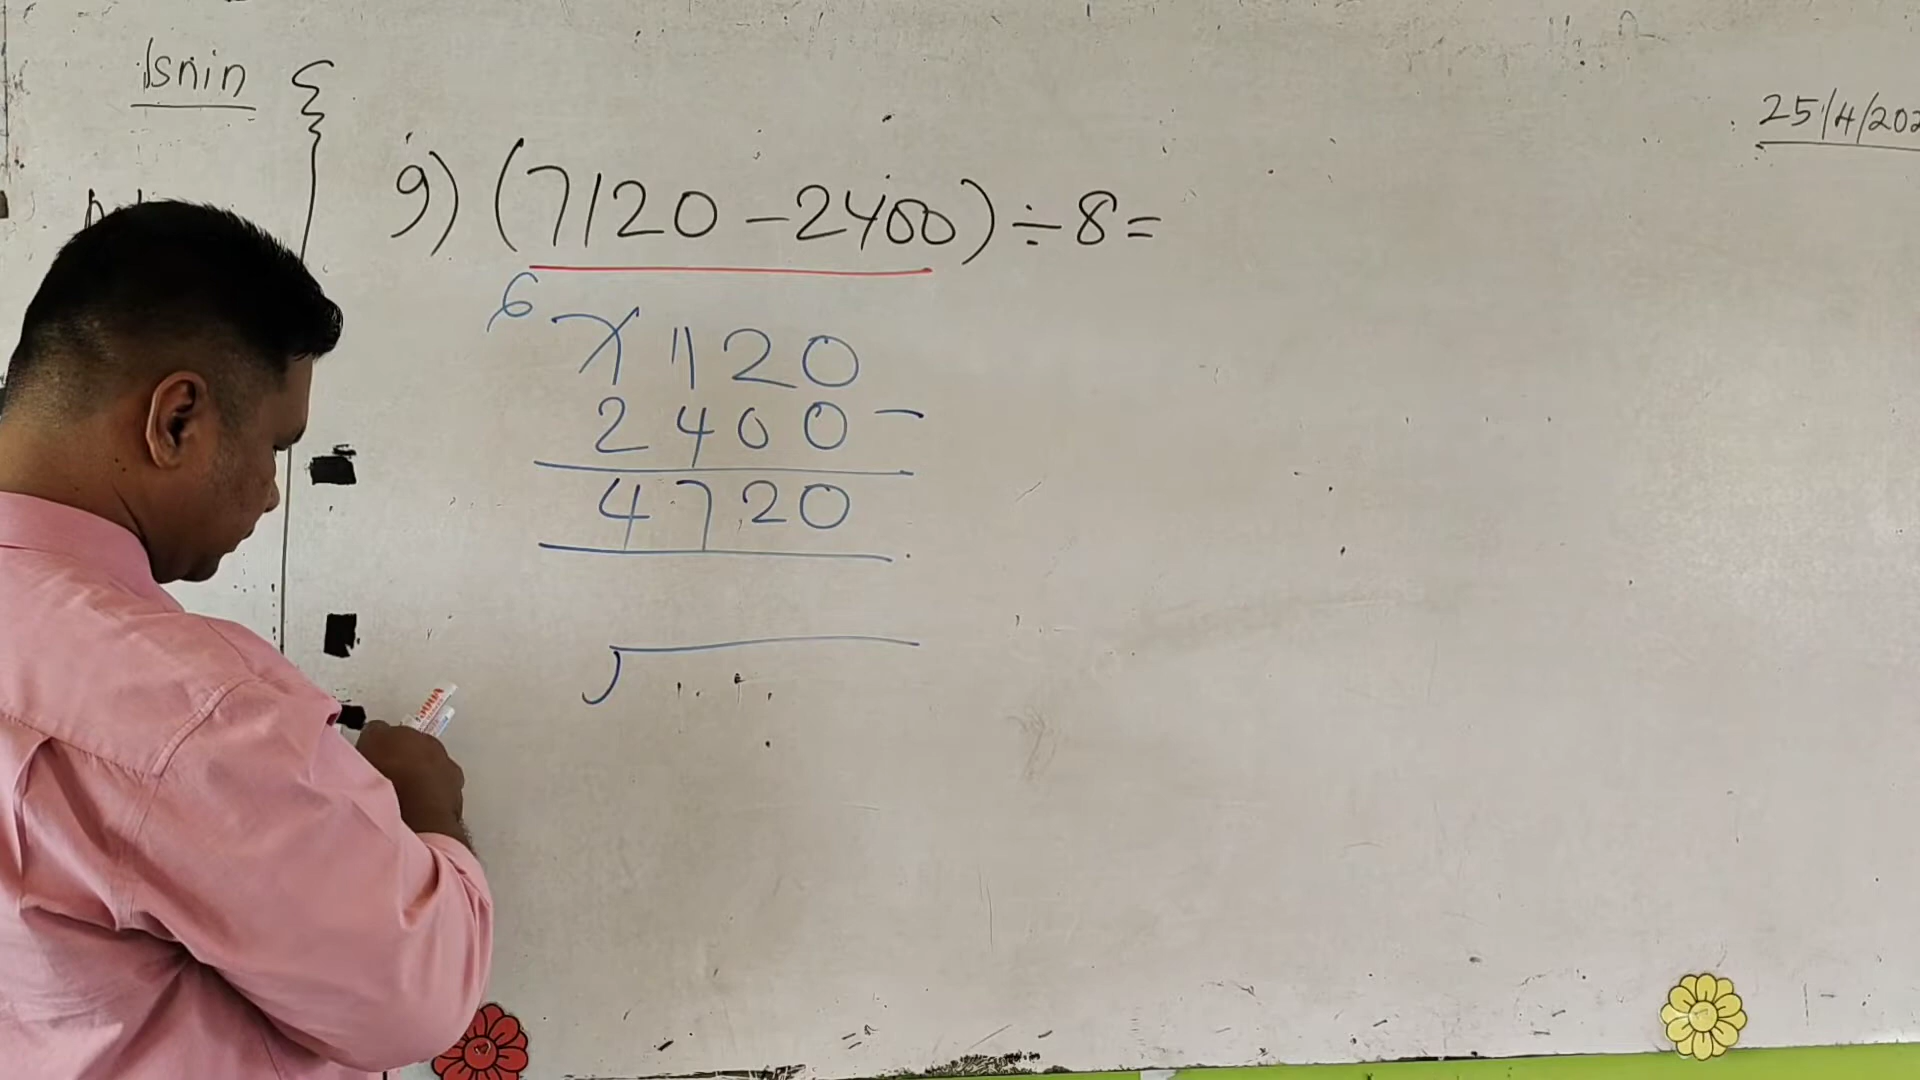 Isnin
25/4/202
9) (7120 - 2400) ÷ 8 =
6
7120
2400 -
4720